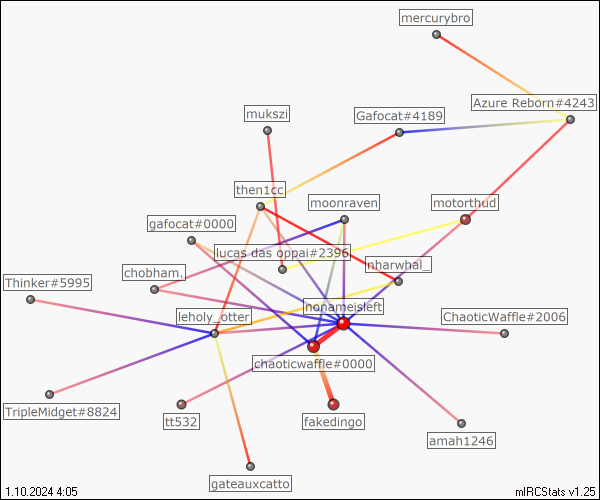 mercurybro
Azure Reborn#4243
mukszi
Gafocat#4189
then1cc
moonraven
motorthud
gafocat#0000
lucas das oppai#2396
nharwhal_
chobham.
Thinker#5995
leholy_otter
nonameisleft
ChaoticWaffle#2006
chaoticwaffle#0000
TripleMidget#8824
tt532
fakedingo
amah1246
gateauxcatto
1.10.2024 4:05
mIRCStats v1.25